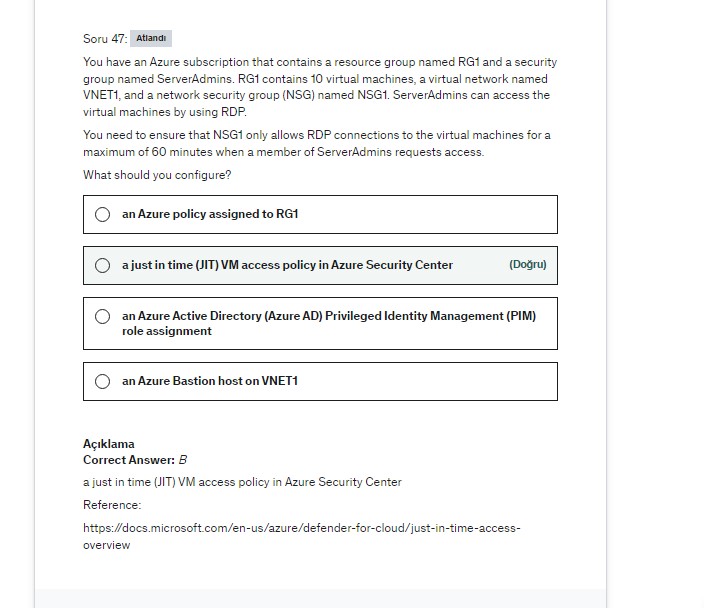 Soru 47: Atlandı
You have an Azure subscription that contains a resource group named RG1 and a security
group named ServerAdmins. RG1 contains 10 virtual machines, a virtual network named
VNET1, and a network security group (NSG) named NSG1. ServerAdmins can access the
virtual machines by using RDP.
You need to ensure that NSG1 only allows RDP connections to the virtual machines for a
maximum of 60 minutes when a member of ServerAdmins requests access.
What should you configure?
an Azure policy assigned to RG1
a just in time (JIT) VM access policy in Azure Security Center (Doğru)
an Azure Active Directory (Azure AD) Privileged Identity Management (PIM)
role assignment
an Azure Bastion host on VNET1
Açıklama
Correct Answer: B
a just in time (JIT) VM access policy in Azure Security Center
Reference:
https://docs.microsoft.com/en-us/azure/defender-for-cloud/just-in-time-access-
overview